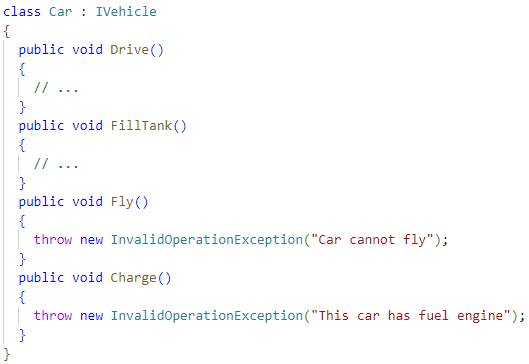 class Car : IVehicle
{
  public void Drive()
  {
    // ...
  }
  public void FillTank()
  {
    // ...
  }
  public void Fly()
  {
    throw new InvalidOperationException("Car cannot fly");
  }
  public void Charge()
  {
    throw new InvalidOperationException("This car has fuel engine");
  }
}